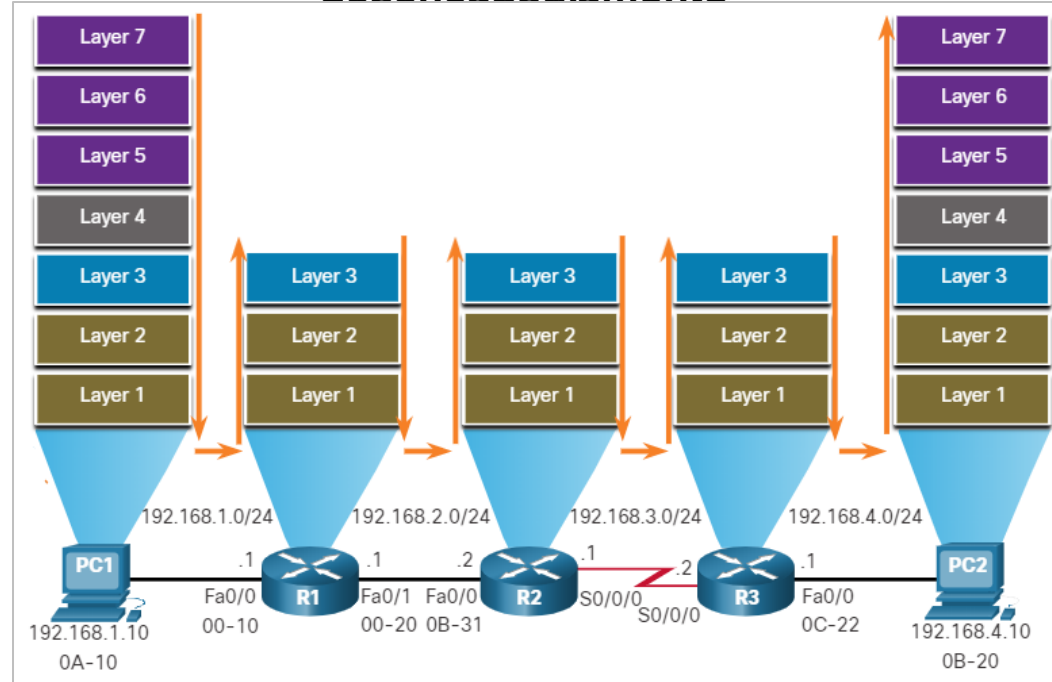 Layer 7
Layer 6
Layer 5
Layer 4
Layer 3
Layer 2
Layer 1
Layer 3
Layer 2
Layer 1
Layer 3
Layer 2
Layer 1
Layer 3
Layer 2
Layer 1
Layer 7
Layer 6
Layer 5
Layer 4
Layer 3
Layer 2
Layer 1
192.168.1.0/24
192.168.2.0/24
192.168.3.0/24
192.168.4.0/24
PC1
.1
R1
.1
.2
R2
.1
.2
R3
.1
PC2
Fa0/0
00-10
Fa0/1
00-20
Fa0/0
0B-31
S0/0/0
S0/0/0
Fa0/0
0C-22
192.168.1.10
0A-10
192.168.4.10
0B-20